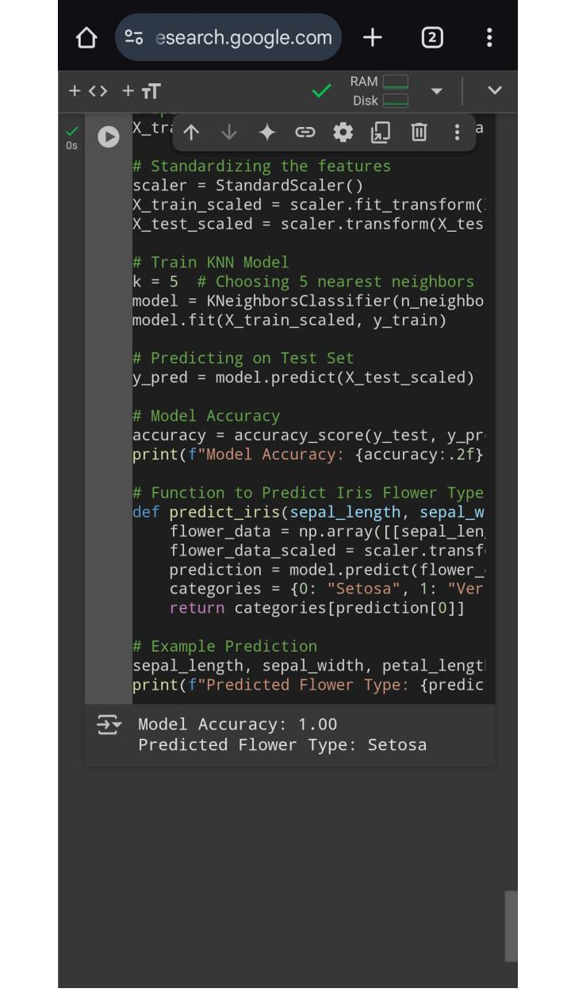 esearch.google.com
2
RAM
Disk
0s
X_tra
a
# Standardizing the features
scaler = StandardScaler()
X_train_scaled = scaler.fit_transform(
X_test_scaled = scaler.transform(X_tes
# Train KNN Model
k = 5  # Choosing 5 nearest neighbors
model = KNeighborsClassifier(n_neighbo
model.fit(X_train_scaled, y_train)
# Predicting on Test Set
y_pred = model.predict(X_test_scaled)
# Model Accuracy
accuracy = accuracy_score(y_test, y_pr
print(f"Model Accuracy: {accuracy:.2f}
# Function to Predict Iris Flower Type
def predict_iris(sepal_length, sepal_w
    flower_data = np.array([[sepal_len
    flower_data_scaled = scaler.transf
    prediction = model.predict(flower_
    categories = {0: "Setosa", 1: "Ver
    return categories[prediction[0]]
# Example Prediction
sepal_length, sepal_width, petal_lengt
print(f"Predicted Flower Type: {predic
Model Accuracy: 1.00
Predicted Flower Type: Setosa